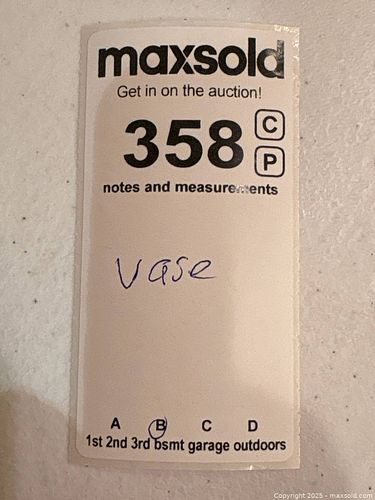 maxsold
Get in on the auction!
358 C
P
notes and measurements
vase
A B C D
1st 2nd 3rd bsmt garage outdoors
Copyright 2025 - maxsold.com